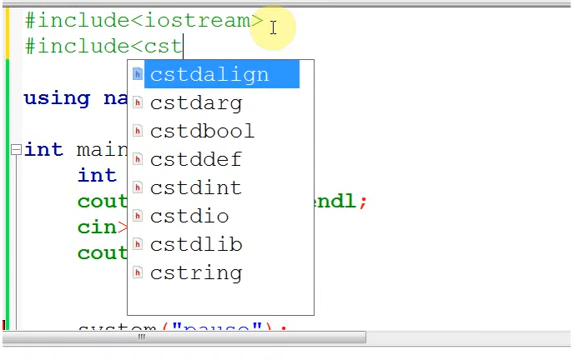 #include<iostream>
#include<cst
cstdalign
cstdarg
using na
cstdbool
int main
cstddef
int
cstdint
cout
endl;
cstdio
cin>
cstdlib
cout
cstring
system("pause");